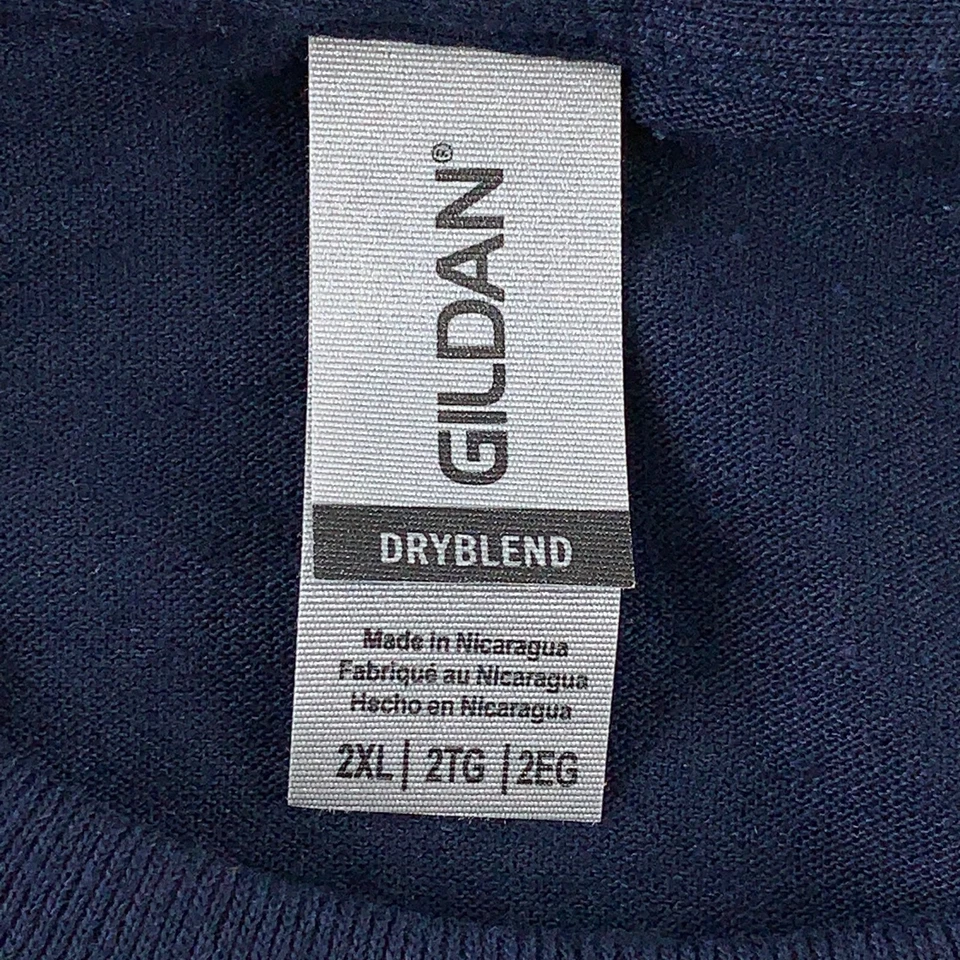 GILDAN®
DRYBLEND
Made in Nicaragua
Fabriqué au Nicaragua
Hecho en Nicaragua
2XL | 2TG | 2EG